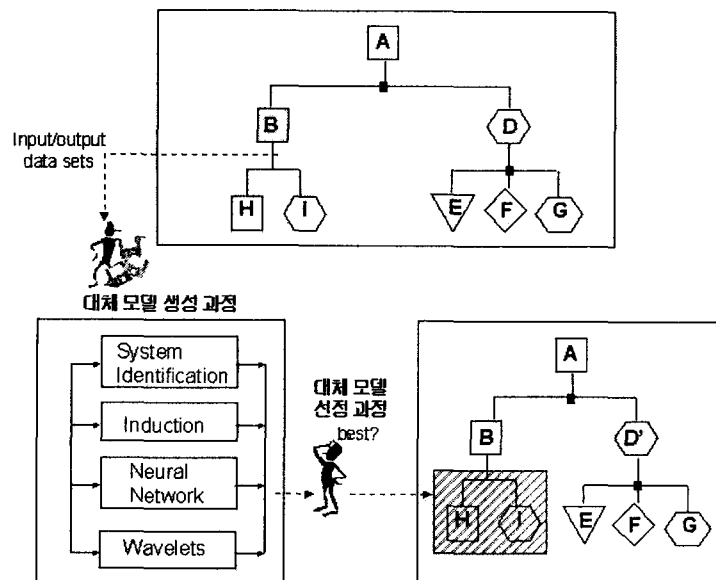 A
B
D
Input/output
data sets
H
I
E
F
G
대체 모델 생성 과정
System
Identification
Induction
Neural
Network
Wavelets
대체 모델
선정 과정
best?
A
B
D'
H
I
E
F
G